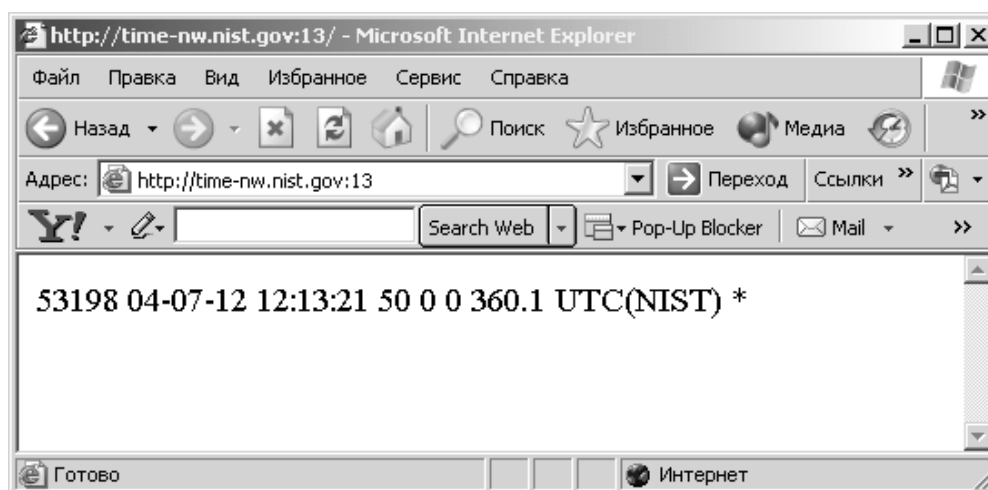 http://time-nw.nist.gov:13/ - Microsoft Internet Explorer
Файл Правка Вид Избранное Сервис Справка
Назад Поиск Избранное Медиа »
Адрес: http://time-nw.nist.gov:13 Переход Ссылки »
Y! Search Web Pop-Up Blocker Mail »
53198 04-07-12 12:13:21 50 0 0 360.1 UTC(NIST) *
Готово Интернет